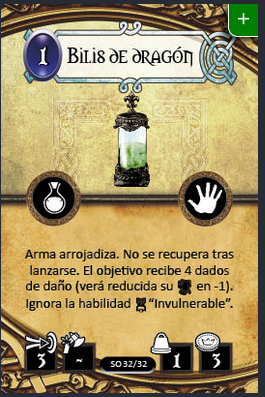 +
1 Bilis de dragón
Arma arrojadiza. No se recupera tras
lanzarse. El objetivo recibe 4 dados
de daño (verá reducida su en -1).
Ignora la habilidad "Invulnerable".
3 ~ SO 32/32 1 3